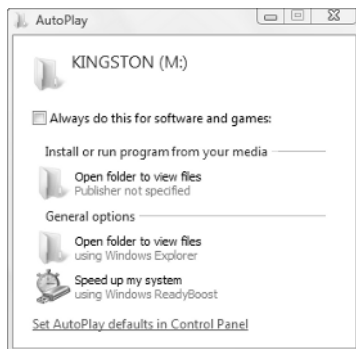 AutoPlay
KINGSTON (M:)
Always do this for software and games:
Install or run program from your media
Open folder to view files
Publisher not specified
General options
Open folder to view files
using Windows Explorer
Speed up my system
using Windows ReadyBoost
Set AutoPlay defaults in Control Panel